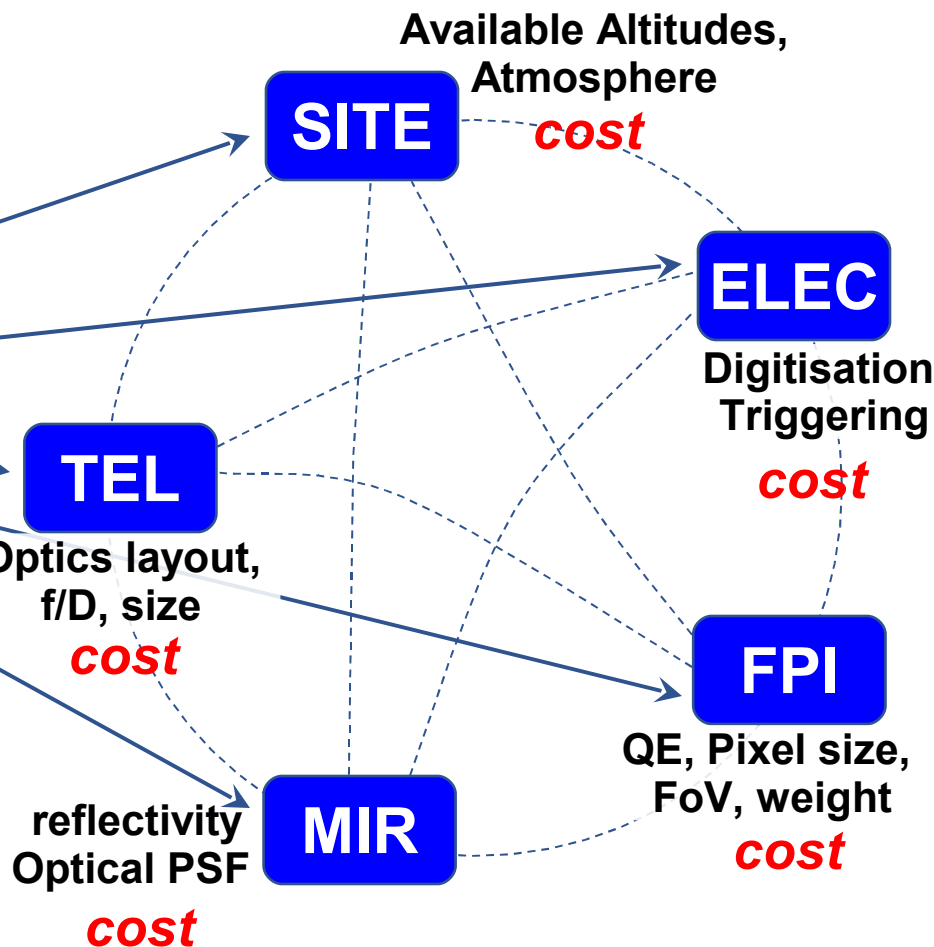 Available Altitudes,
Atmosphere
cost
SITE
ELEC
Digitisation
Triggering
cost
TEL
Optics layout,
f/D, size
cost
FPI
QE, Pixel size,
FoV, weight
cost
MIR
reflectivity
Optical PSF
cost